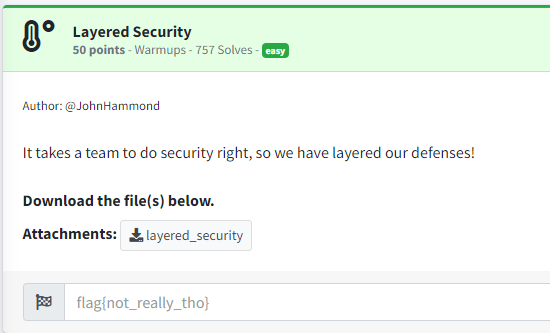 Layered Security
50 points - Warmups - 757 Solves - easy
Author: @JohnHammond
It takes a team to do security right, so we have layered our defenses!
Download the file(s) below.
Attachments: layered_security
flag{not_really_tho}